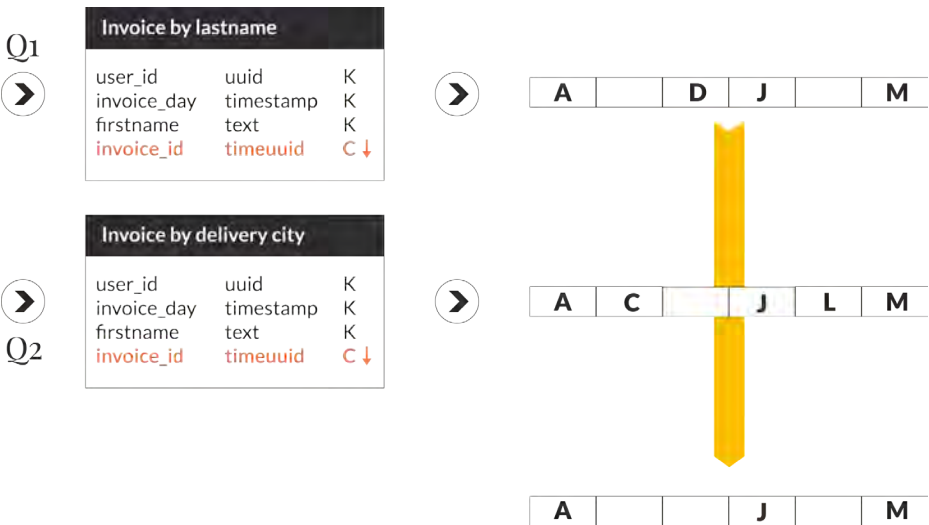 Q1
Invoice by lastname
user_id uuid K
invoice_day timestamp K
firstname text K
invoice_id timeuuid C ↓
A D J M
Invoice by delivery city
user_id uuid K
invoice_day timestamp K
firstname text K
invoice_id timeuuid C ↓
Q2
A C J L M
A J M